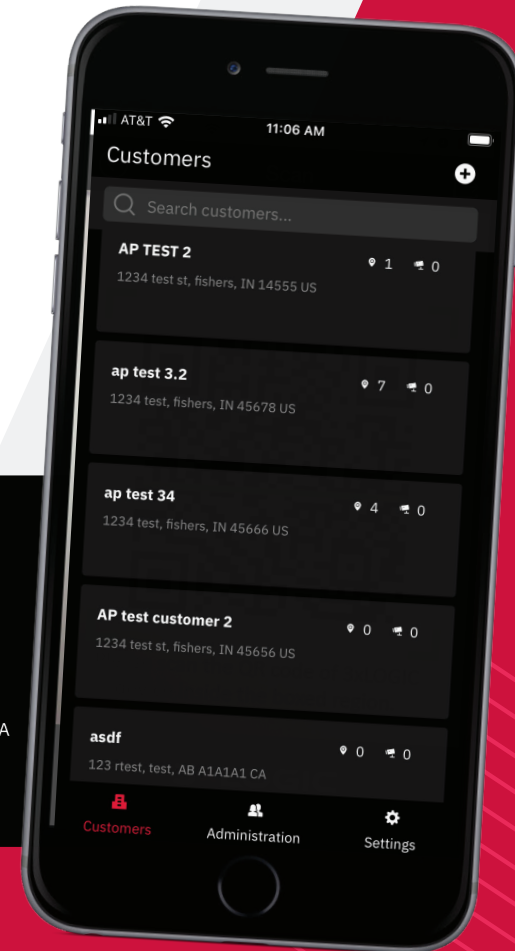 AT&T
11:06 AM
Customers
Search customers...
AP TEST 2
1 0
1234 test st, fishers, IN 14555 US
ap test 3.2
7 0
1234 test, fishers, IN 45678 US
ap test 34
4 0
1234 test, fishers, IN 45666 US
AP test customer 2
0 0
1234 test st, fishers, IN 45656 US
asdf
0 0
123 rtest, test, AB A1A1A1 CA
A
Customers Administration Settings